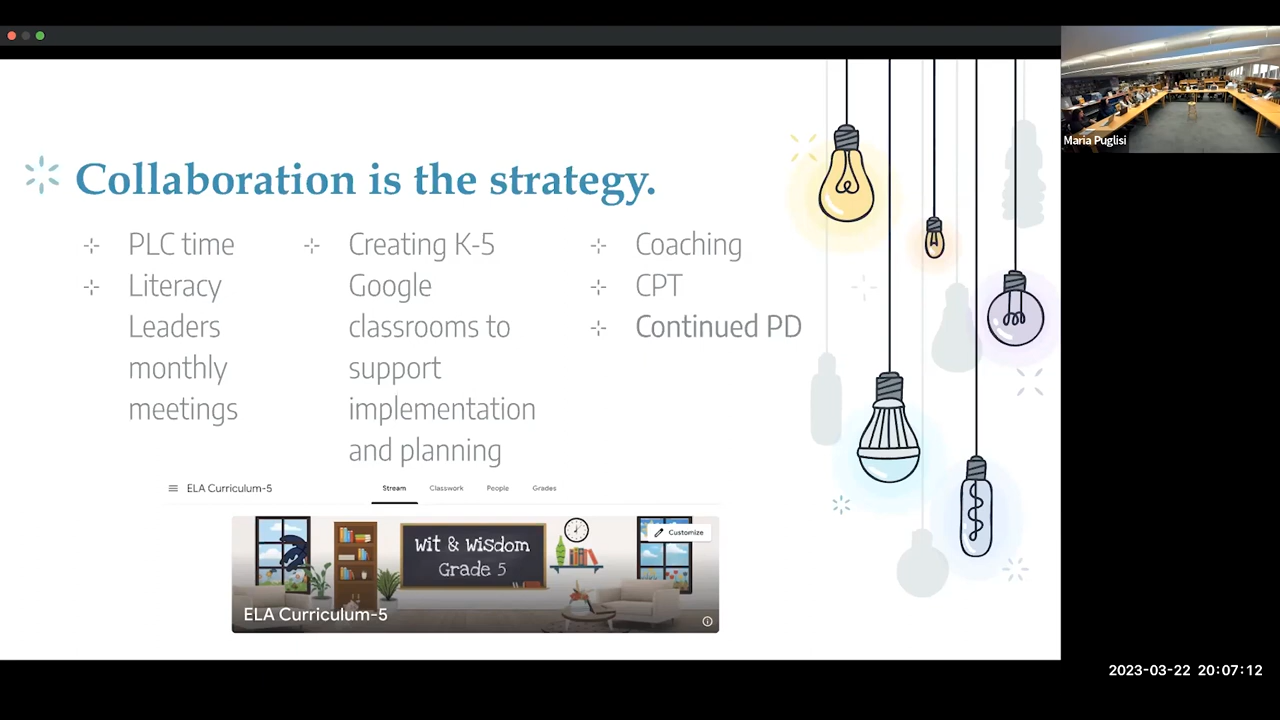 Collaboration is the strategy.
PLC time
Literacy
Leaders
monthly
meetings
Creating K-5
Google
classrooms to
support
implementation
and planning
Coaching
CPT
Continued PD
ELA Curriculum-5
Stream
Classwork
People
Grades
Wit & Wisdom
Grade 5
Customize
ELA Curriculum-5
Maria Puglisi
2023-03-22 20:07:12